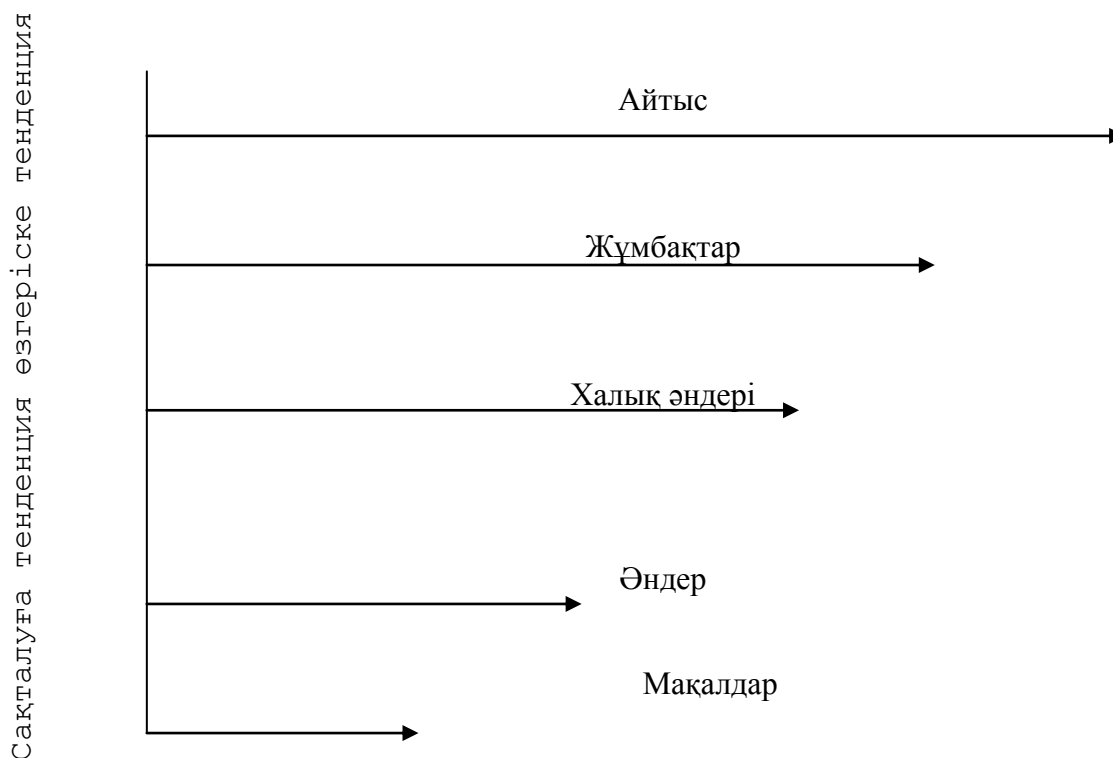 Сақталуға тенденция өзгеріске тенденция
Айтыс
Жұмбақтар
Халық әндері
Әндер
Мақалдар